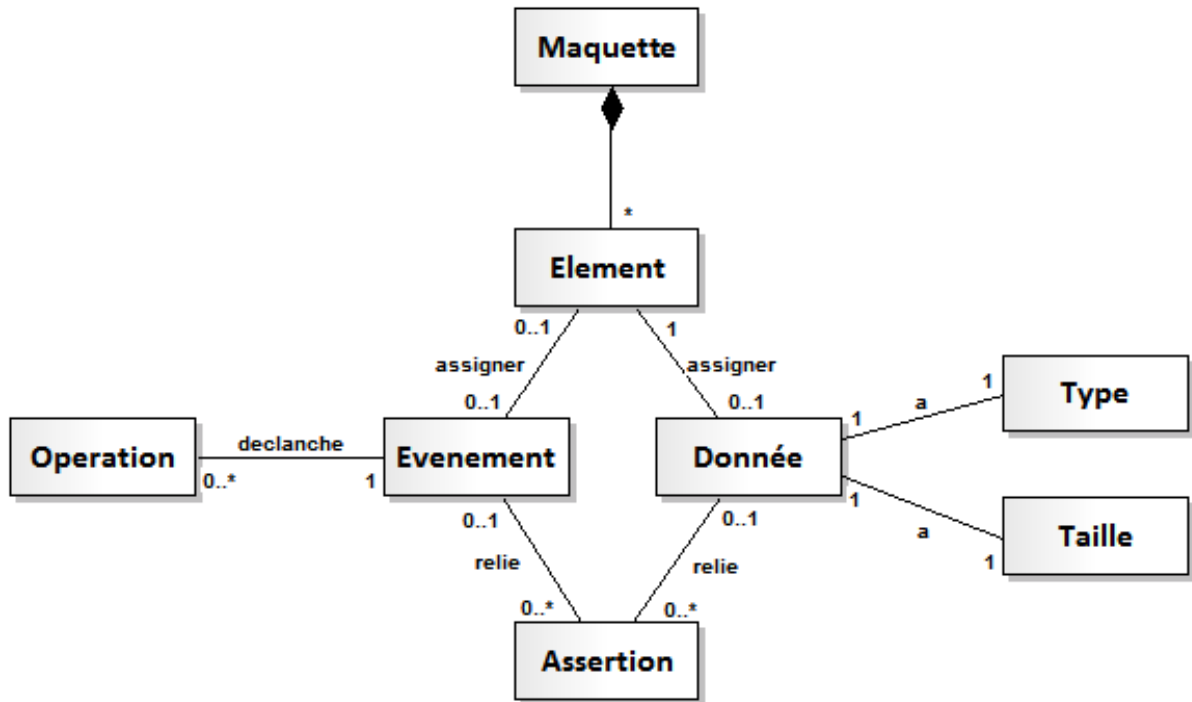 Maquette
*
Element
0..1
1
assigner
assigner
0..1
0..1
Operation
declanche
0..*
1
Evenement
Donnée
1
a
1
Type
1
a
1
Taille
0..1
0..1
relie
relie
0..*
0..*
Assertion